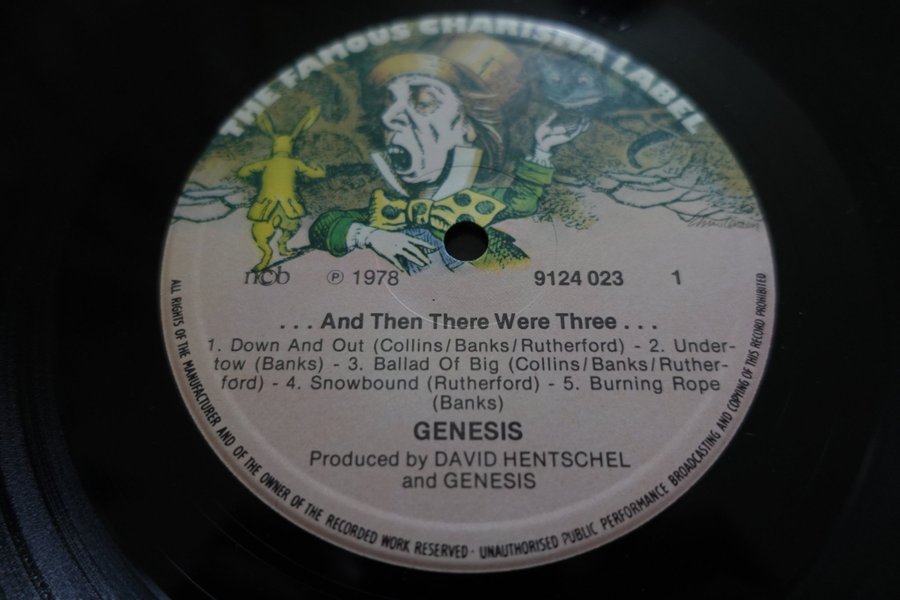 THE FAMOUS CHARISMA LABEL
ncb ℗ 1978 9124 023 1
...And Then There Were Three...
1. Down And Out (Collins/Banks/Rutherford) - 2. Under-
tow (Banks) - 3. Ballad Of Big (Collins/Banks/Ruther-
ford) - 4. Snowbound (Rutherford) - 5. Burning Rope
(Banks)
GENESIS
Produced by DAVID HENTSCHEL
and GENESIS
ALL RIGHTS OF THE MANUFACTURER AND OF THE OWNER OF THE RECORDED WORK RESERVED · UNAUTHORISED PUBLIC PERFORMANCE BROADCASTING AND COPYING OF THIS RECORD PROHIBITED